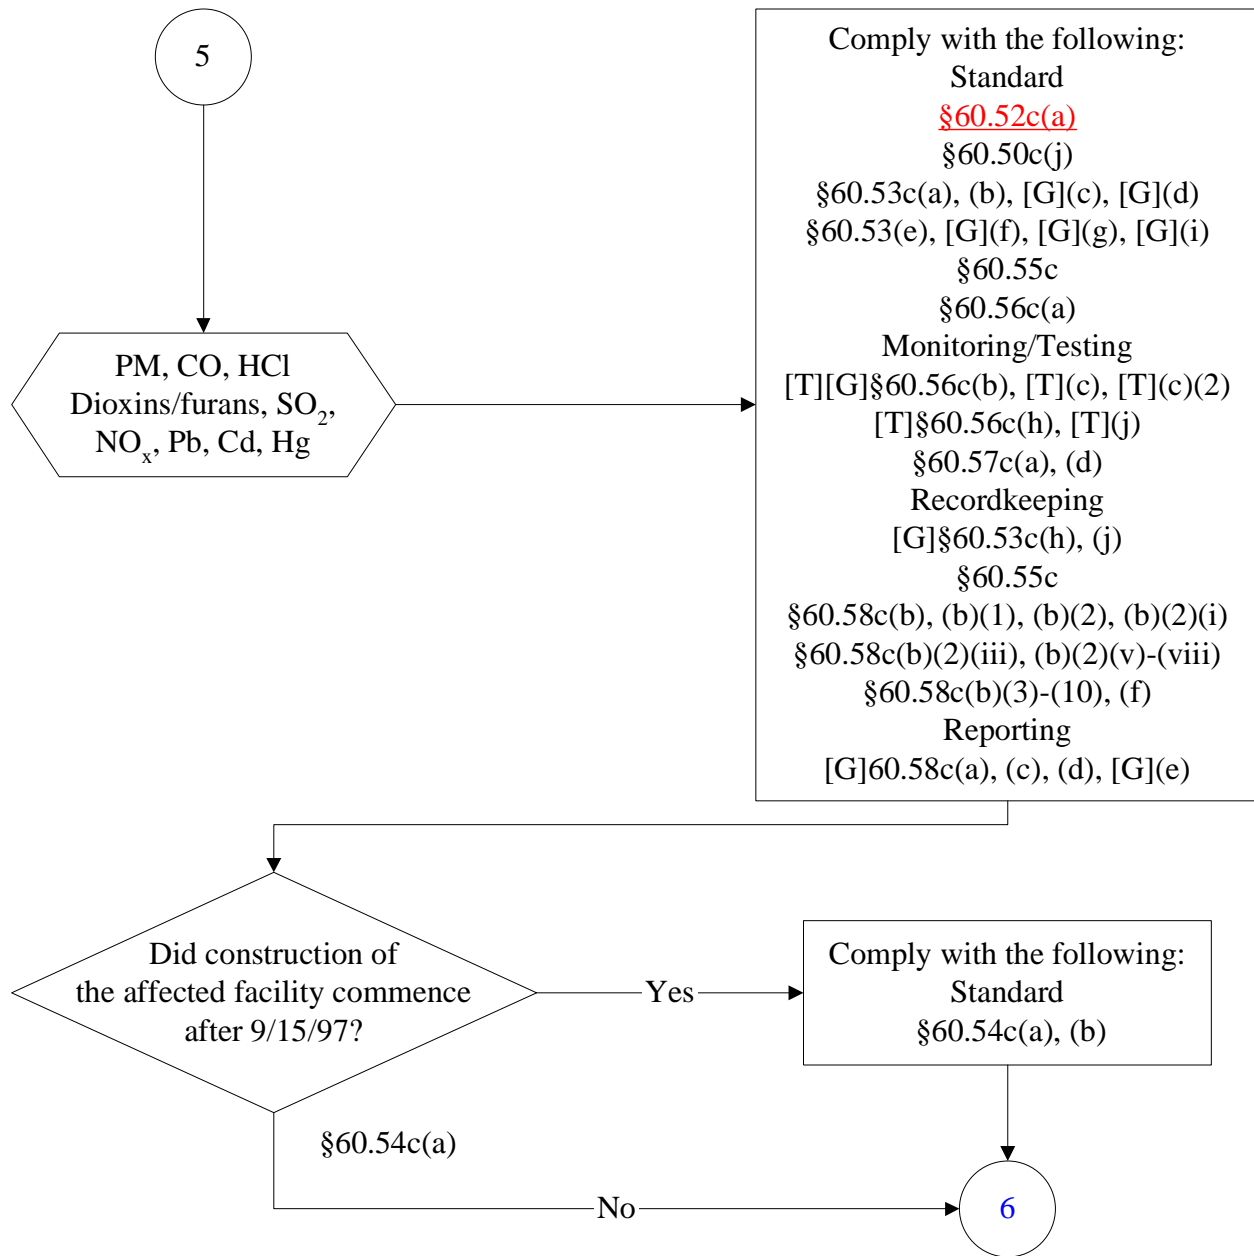 5
PM, CO, HCl
Dioxins/furans, SO2,
NOx, Pb, Cd, Hg
Comply with the following:
Standard
§60.52c(a)
§60.50c(j)
§60.53c(a), (b), [G](c), [G](d)
§60.53(e), [G](f), [G](g), [G](i)
§60.55c
§60.56c(a)
Monitoring/Testing
[T][G]§60.56c(b), [T](c), [T](c)(2)
[T]§60.56c(h), [T](j)
§60.57c(a), (d)
Recordkeeping
[G]§60.53c(h), (j)
§60.55c
§60.58c(b), (b)(1), (b)(2), (b)(2)(i)
§60.58c(b)(2)(iii), (b)(2)(v)-(viii)
§60.58c(b)(3)-(10), (f)
Reporting
[G]60.58c(a), (c), (d), [G](e)
Did construction of
the affected facility commence
after 9/15/97?
Yes
Comply with the following:
Standard
§60.54c(a), (b)
§60.54c(a)
No
6